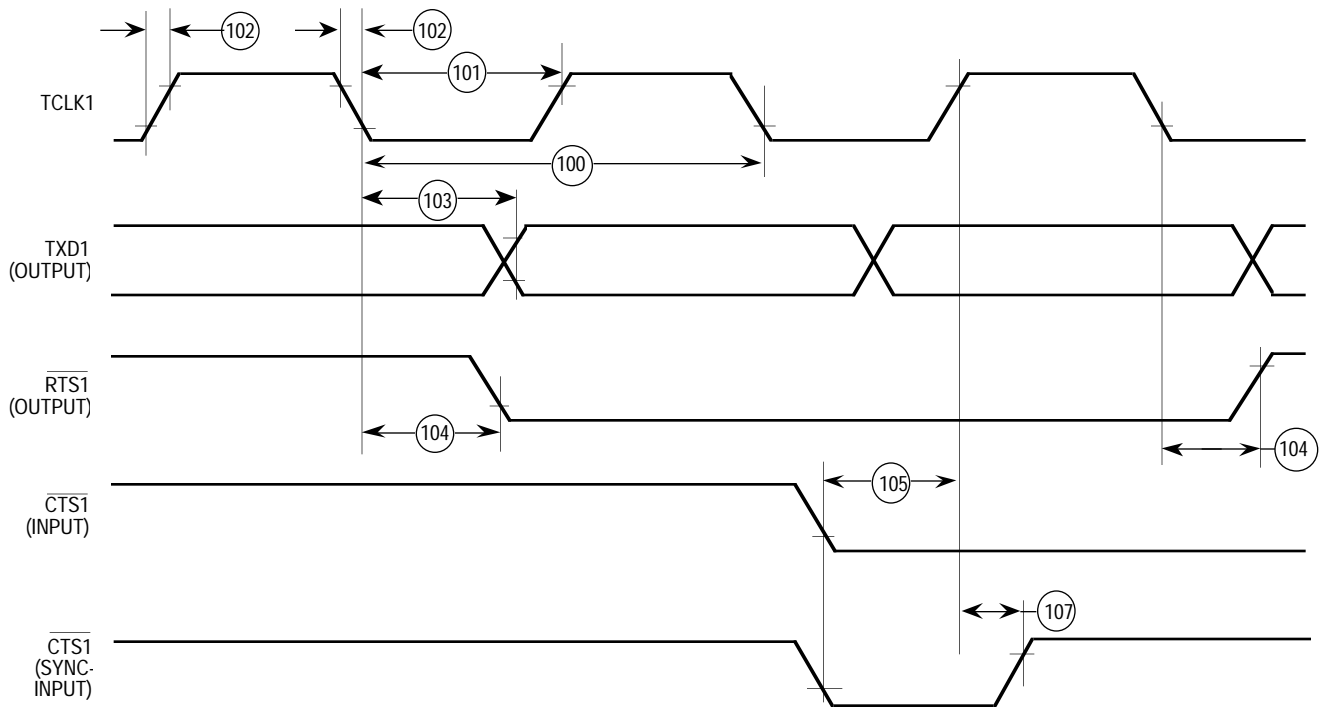 102
102
101
TCLK1
100
103
TXD1
(OUTPUT)
RTS1
(OUTPUT)
104
104
105
CTS1
(INPUT)
107
CTS1
(SYNC-
INPUT)